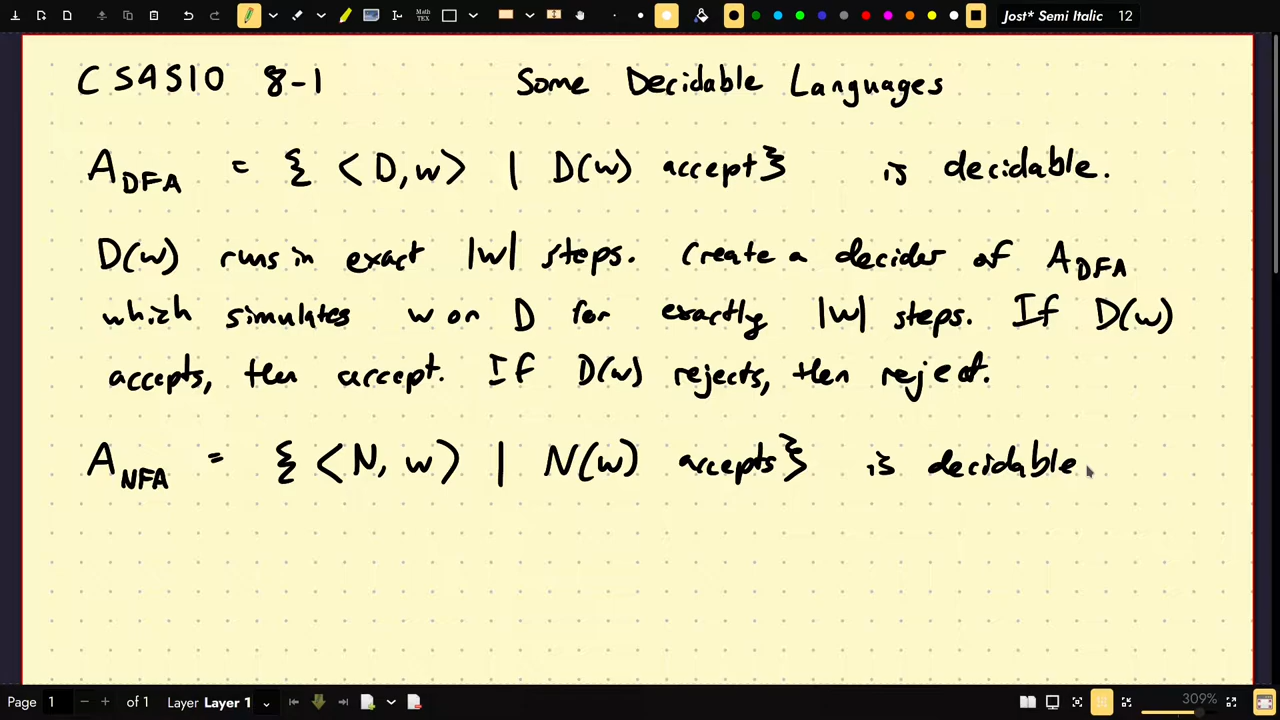 Math
TEX
Jost* Semi Italic 12
CS4510 8-1 Some Decidable Languages
A_DFA = { <D,w> | D(w) accept} is decidable.
D(w) runs in exact |w| steps. Create a decider of A_DFA
which simulates w on D for exactly |w| steps. If D(w)
accepts, then accept. If D(w) rejects, then reject.
A_NFA = { <N, w> | N(w) accepts} is decidable
Page 1 of 1 Layer Layer 1 309%